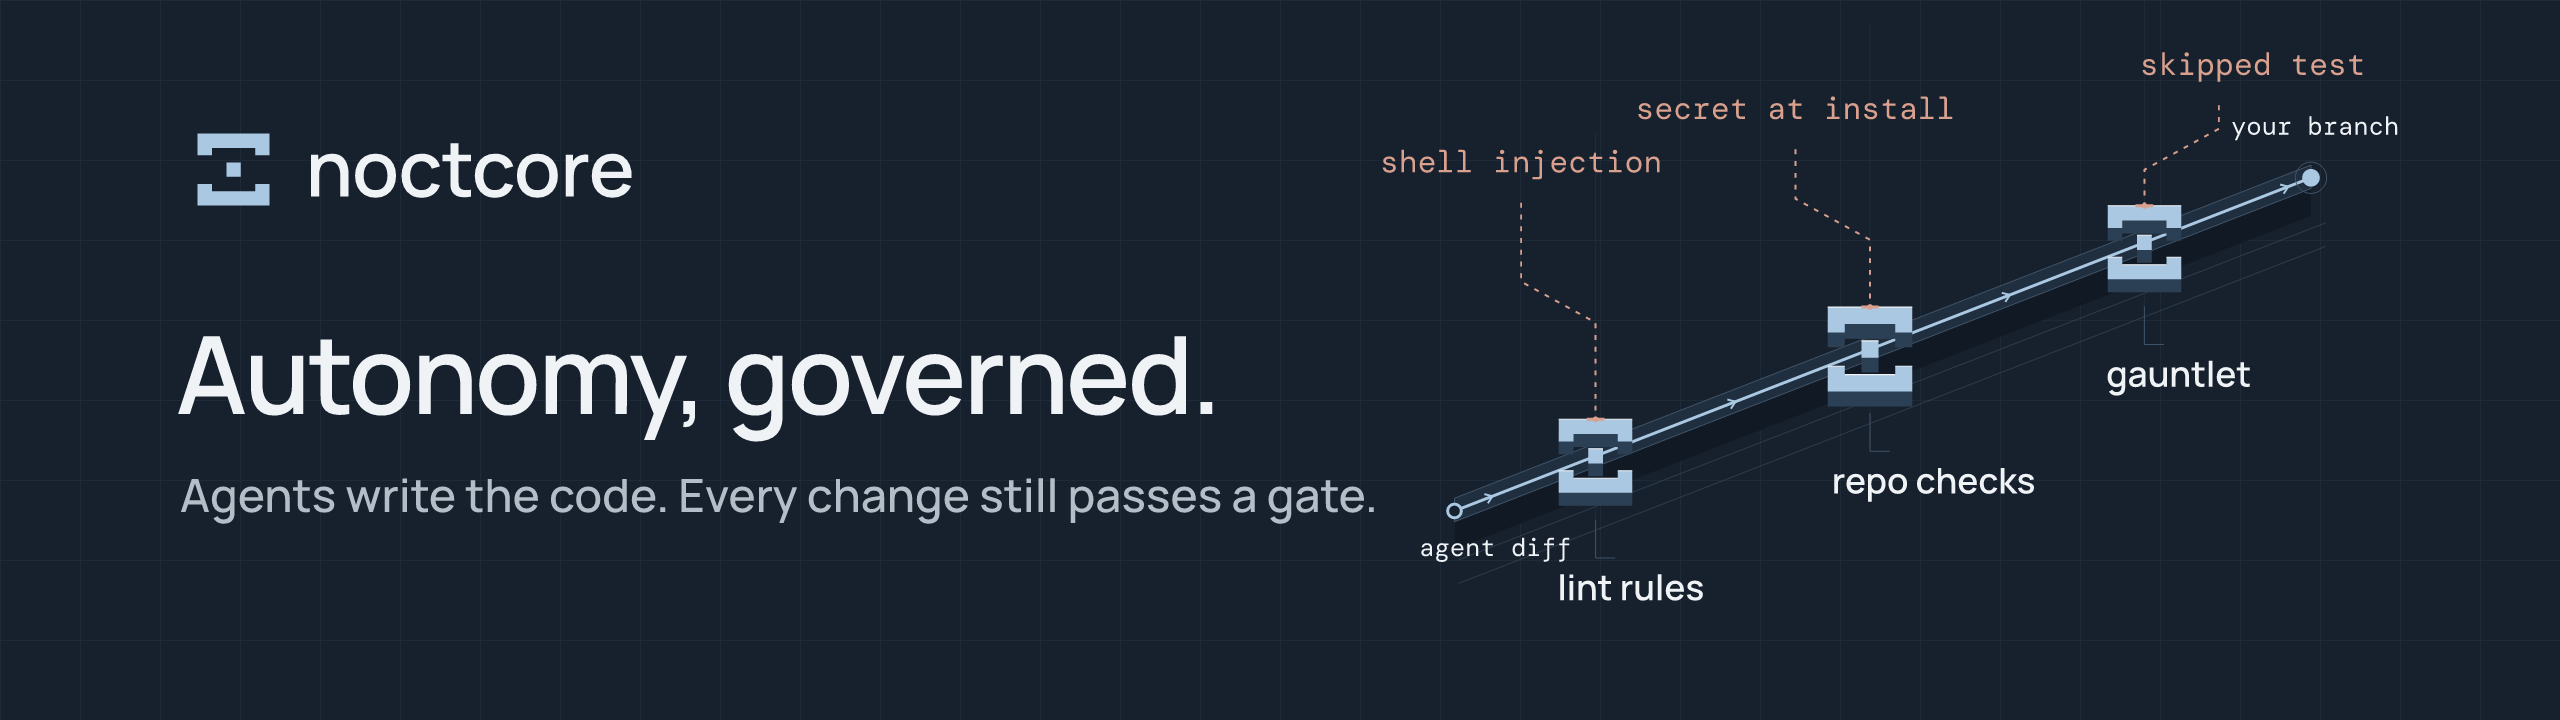 noctcore
Autonomy, governed.
Agents write the code. Every change still passes a gate.
shell injection
secret at install
skipped test
your branch
agent diff
lint rules
repo checks
gauntlet